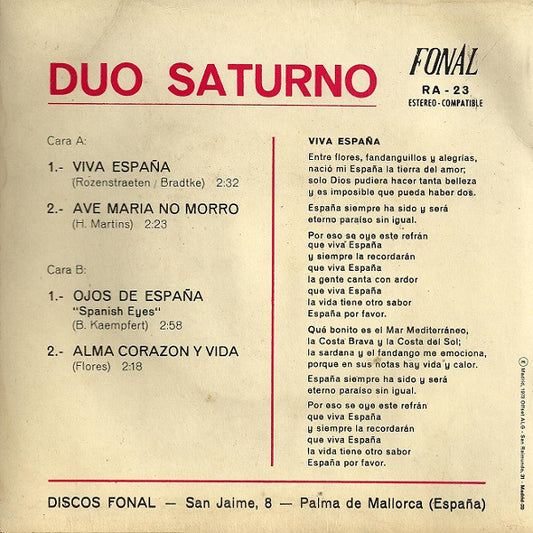 DUO SATURNO
FONAL
RA - 23
ESTEREO - COMPATIBLE
Cara A:
1.- VIVA ESPAÑA
(Rozenstraeten / Bradtke) 2:32
2.- AVE MARIA NO MORRO
(H. Martins) 2:23
Cara B:
1.- OJOS DE ESPAÑA
"Spanish Eyes"
(B. Kaempfert) 2:58
2.- ALMA CORAZON Y VIDA
(Flores) 2:18
VIVA ESPAÑA
Entre flores, fandanguillos y alegrías,
nació mi España la tierra del amor;
solo Dios pudiera hacer tanta belleza
y es imposible que pueda haber dos.
España siempre ha sido y será
eterno paraíso sin igual.
Por eso se oye este refrán
que viva España
y siempre la recordarán
que viva España
la gente canta con ardor
que viva España
la vida tiene otro sabor
España por favor.
Qué bonito es el Mar Mediterráneo,
la Costa Brava y la Costa del Sol;
la sardana y el fandango me emociona,
porque en sus notas hay vida y calor.
España siempre ha sido y será
eterno paraíso sin igual.
Por eso se oye este refrán
que viva España
y siempre la recordarán
que viva España
la vida tiene otro sabor
España por favor.
DISCOS FONAL — San Jaime, 8 — Palma de Mallorca (España)
Madrid, 1973 Offset ALG - San Raimundo, 31 - Madrid-20